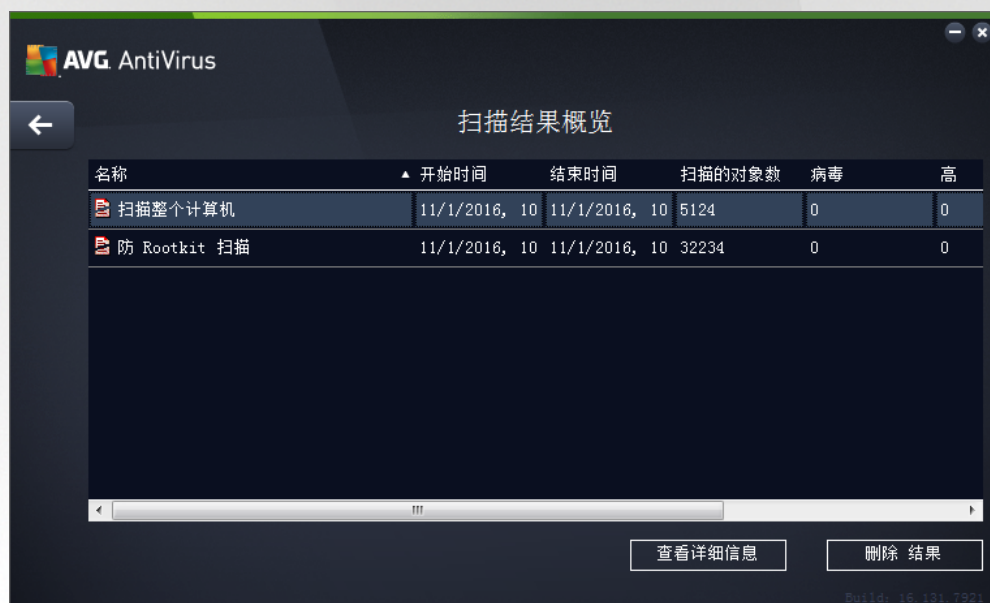 AVG. AntiVirus
扫描结果概览
名称 开始时间 结束时间 扫描的对象数 病毒 高
扫描整个计算机 11/1/2016, 10 11/1/2016, 10 5124 0 0
防 Rootkit 扫描 11/1/2016, 10 11/1/2016, 10 32234 0 0
查看详细信息 删除 结果
Build: 16.131.7921